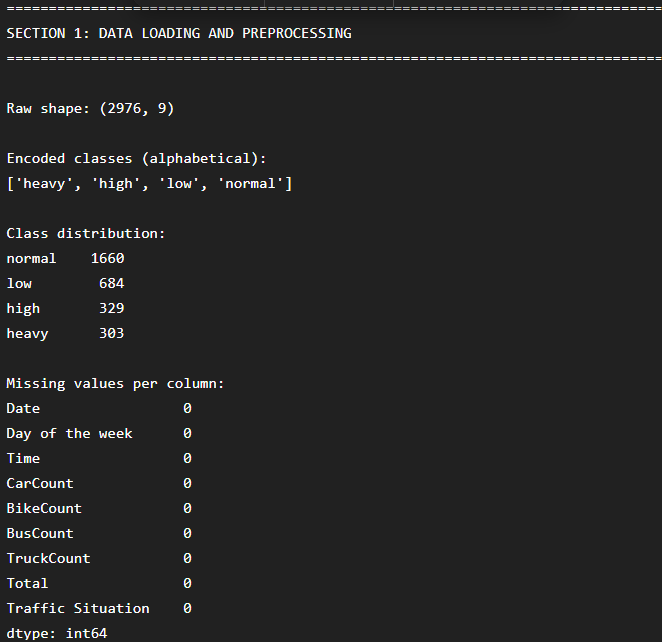 ================================================================================
SECTION 1: DATA LOADING AND PREPROCESSING
================================================================================
Raw shape: (2976, 9)
Encoded classes (alphabetical):
['heavy', 'high', 'low', 'normal']
Class distribution:
normal    1660
low        684
high       329
heavy      303
Missing values per column:
Date                 0
Day of the week      0
Time                 0
CarCount             0
BikeCount            0
BusCount             0
TruckCount           0
Total                0
Traffic Situation    0
dtype: int64